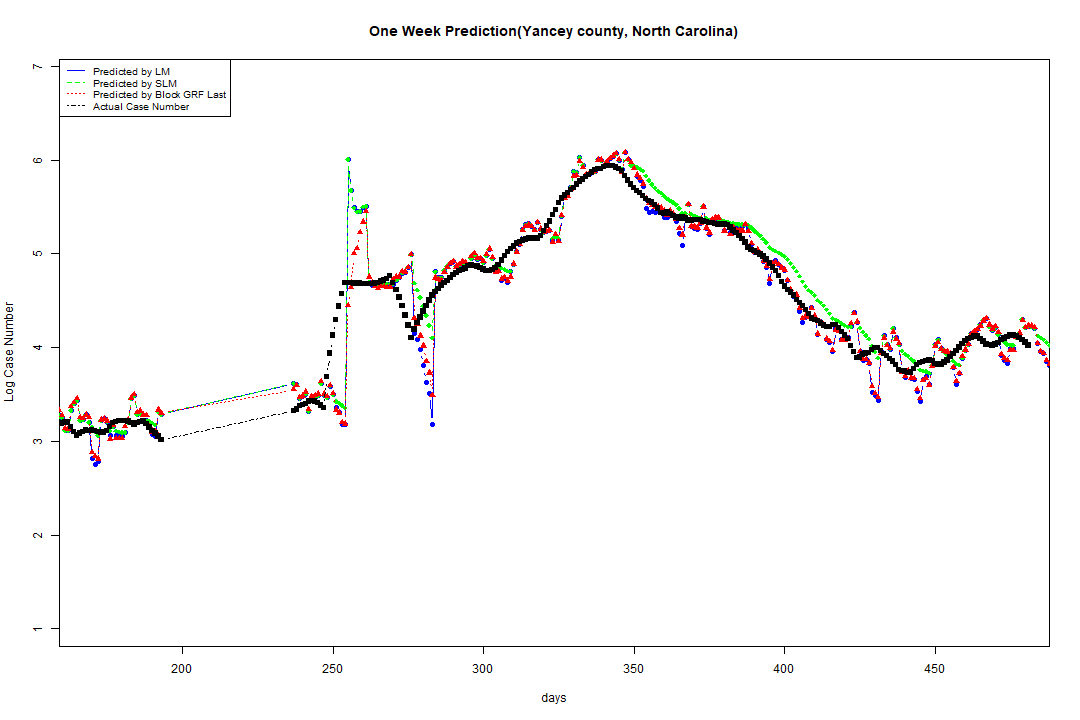 One Week Prediction(Yancey county, North Carolina)
Predicted by LM
Predicted by SLM
Predicted by Block GRF Last
Actual Case Number
7
6
5
4
3
2
1
Log Case Number
200 250 300 350 400 450
days